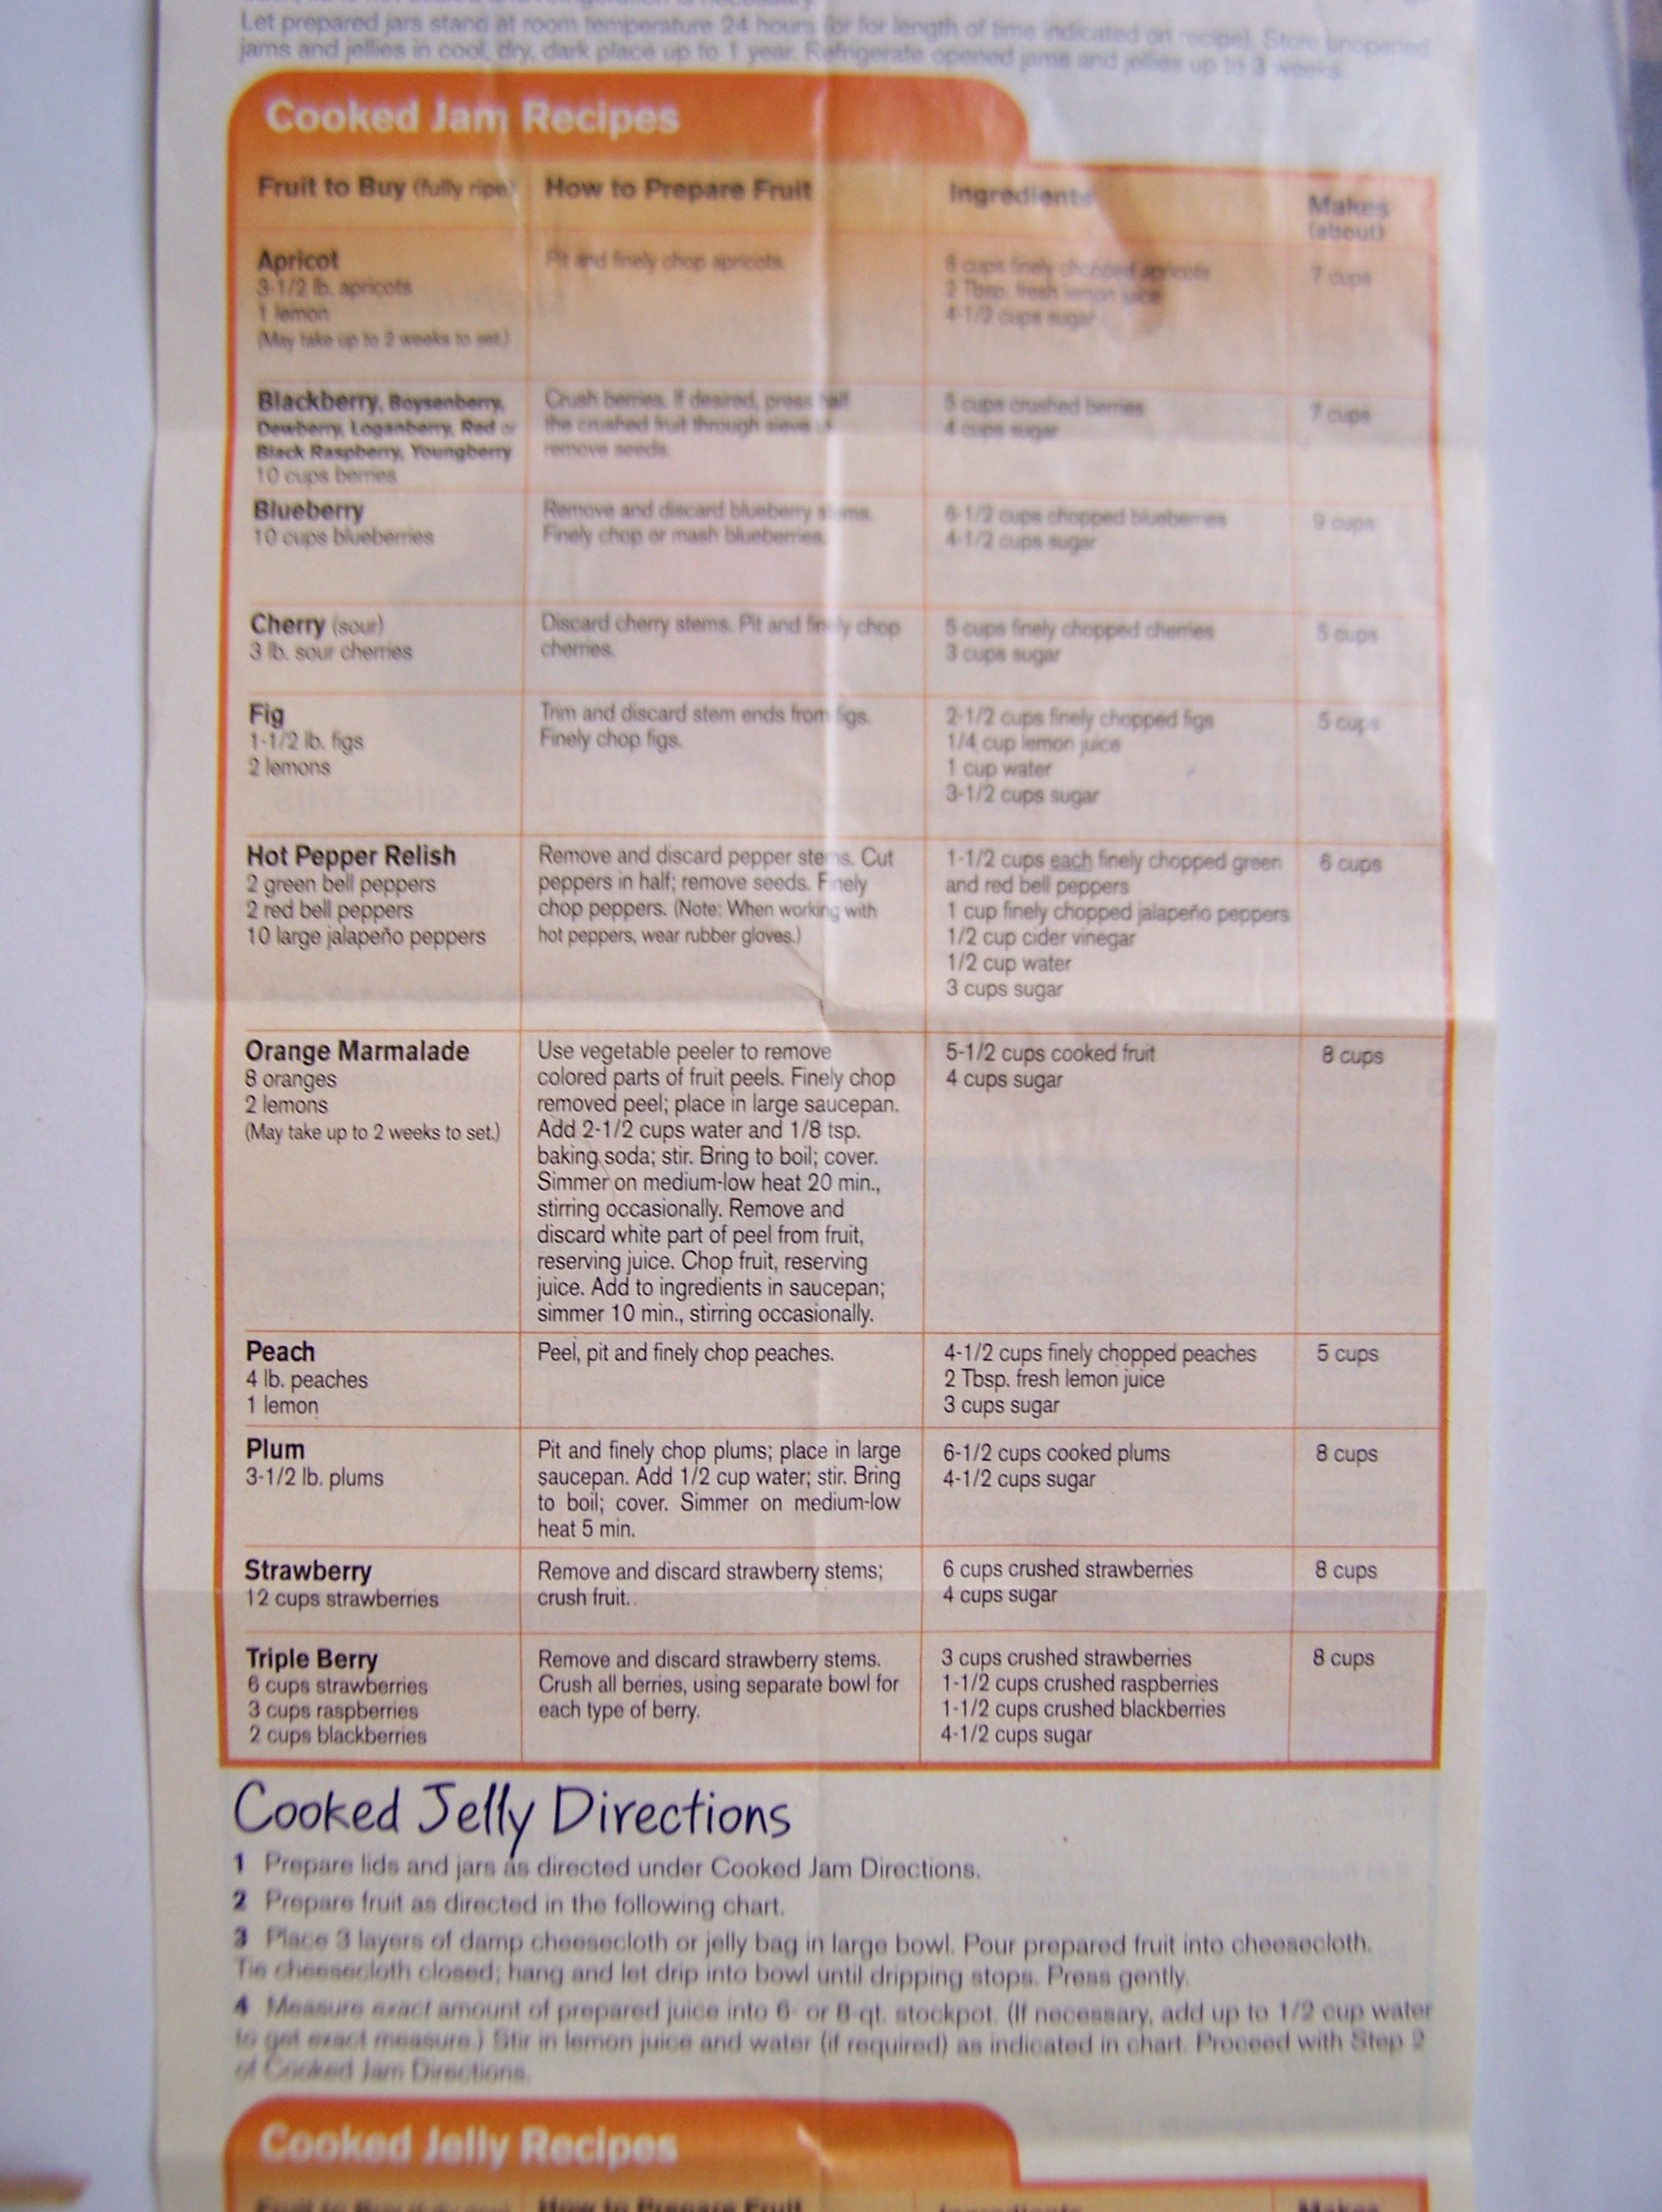 Let prepared jars stand at room temperature 24 hours (or for length of time indicated on recipe). Store unopened
jams and jellies in cool, dry, dark place up to 1 year. Refrigerate opened jams and jellies up to 3 weeks.
Cooked Jam Recipes
Fruit to Buy (fully ripe) How to Prepare Fruit Ingredients Makes (about)
Apricot
3-1/2 lb. apricots
1 lemon
(May take up to 2 weeks to set.)
Pit and finely chop apricots.
6 cups finely chopped apricots
2 Tbsp. fresh lemon juice
4-1/2 cups sugar
7 cups
Blackberry, Boysenberry,
Dewberry, Loganberry, Red or
Black Raspberry, Youngberry
10 cups berries
Crush berries. If desired, press half
the crushed fruit through sieve to
remove seeds.
5 cups crushed berries
4 cups sugar
7 cups
Blueberry
10 cups blueberries
Remove and discard blueberry stems.
Finely chop or mash blueberries.
6-1/2 cups chopped blueberries
4-1/2 cups sugar
9 cups
Cherry (sour)
3 lb. sour cherries
Discard cherry stems. Pit and finely chop
cherries.
5 cups finely chopped cherries
3 cups sugar
5 cups
Fig
1-1/2 lb. figs
2 lemons
Trim and discard stem ends from figs.
Finely chop figs.
2-1/2 cups finely chopped figs
1/4 cup lemon juice
1 cup water
3-1/2 cups sugar
5 cups
Hot Pepper Relish
2 green bell peppers
2 red bell peppers
10 large jalapeño peppers
Remove and discard pepper stems. Cut
peppers in half; remove seeds. Finely
chop peppers. (Note: When working with
hot peppers, wear rubber gloves.)
1-1/2 cups each finely chopped green
and red bell peppers
1 cup finely chopped jalapeño peppers
1/2 cup cider vinegar
1/2 cup water
3 cups sugar
6 cups
Orange Marmalade
8 oranges
2 lemons
(May take up to 2 weeks to set.)
Use vegetable peeler to remove
colored parts of fruit peels. Finely chop
removed peel; place in large saucepan.
Add 2-1/2 cups water and 1/8 tsp.
baking soda; stir. Bring to boil; cover.
Simmer on medium-low heat 20 min.,
stirring occasionally. Remove and
discard white part of peel from fruit,
reserving juice. Chop fruit, reserving
juice. Add to ingredients in saucepan;
simmer 10 min., stirring occasionally.
5-1/2 cups cooked fruit
4 cups sugar
8 cups
Peach
4 lb. peaches
1 lemon
Peel, pit and finely chop peaches.
4-1/2 cups finely chopped peaches
2 Tbsp. fresh lemon juice
3 cups sugar
5 cups
Plum
3-1/2 lb. plums
Pit and finely chop plums; place in large
saucepan. Add 1/2 cup water; stir. Bring
to boil; cover. Simmer on medium-low
heat 5 min.
6-1/2 cups cooked plums
4-1/2 cups sugar
8 cups
Strawberry
12 cups strawberries
Remove and discard strawberry stems;
crush fruit.
6 cups crushed strawberries
4 cups sugar
8 cups
Triple Berry
6 cups strawberries
3 cups raspberries
2 cups blackberries
Remove and discard strawberry stems.
Crush all berries, using separate bowl for
each type of berry.
3 cups crushed strawberries
1-1/2 cups crushed raspberries
1-1/2 cups crushed blackberries
4-1/2 cups sugar
8 cups
Cooked Jelly Directions
1 Prepare lids and jars as directed under Cooked Jam Directions.
2 Prepare fruit as directed in the following chart.
3 Place 3 layers of damp cheesecloth or jelly bag in large bowl. Pour prepared fruit into cheesecloth.
Tie cheesecloth closed; hang and let drip into bowl until dripping stops. Press gently.
4 Measure exact amount of prepared juice into 6- or 8-qt. stockpot. (If necessary, add up to 1/2 cup water
to get exact measure.) Stir in lemon juice and water (if required) as indicated in chart. Proceed with Step 2
of Cooked Jam Directions.
Cooked Jelly Recipes
How to Prepare Fruit Ingredients Makes